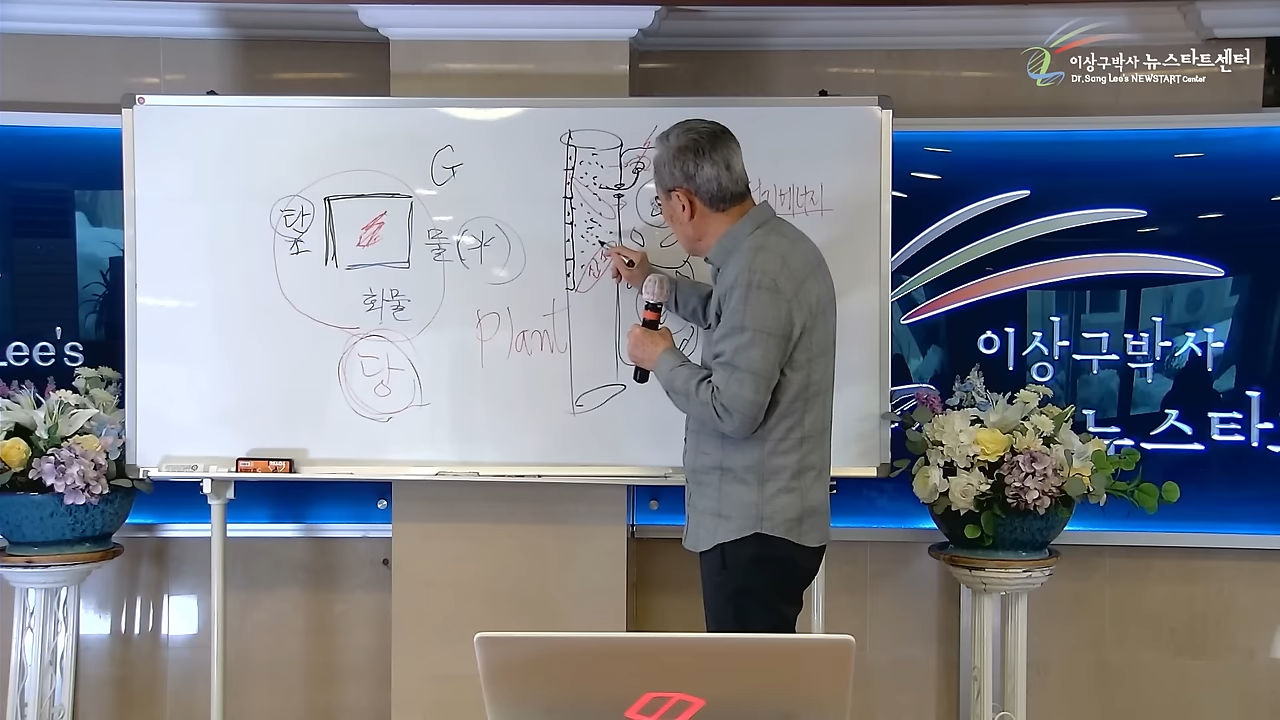 이상구박사 뉴스타트센터
Dr. Sang Lee's NEWSTART Center
G
탄
물(水)
화물
당
Plant
Lee's
이상구박사
뉴스타